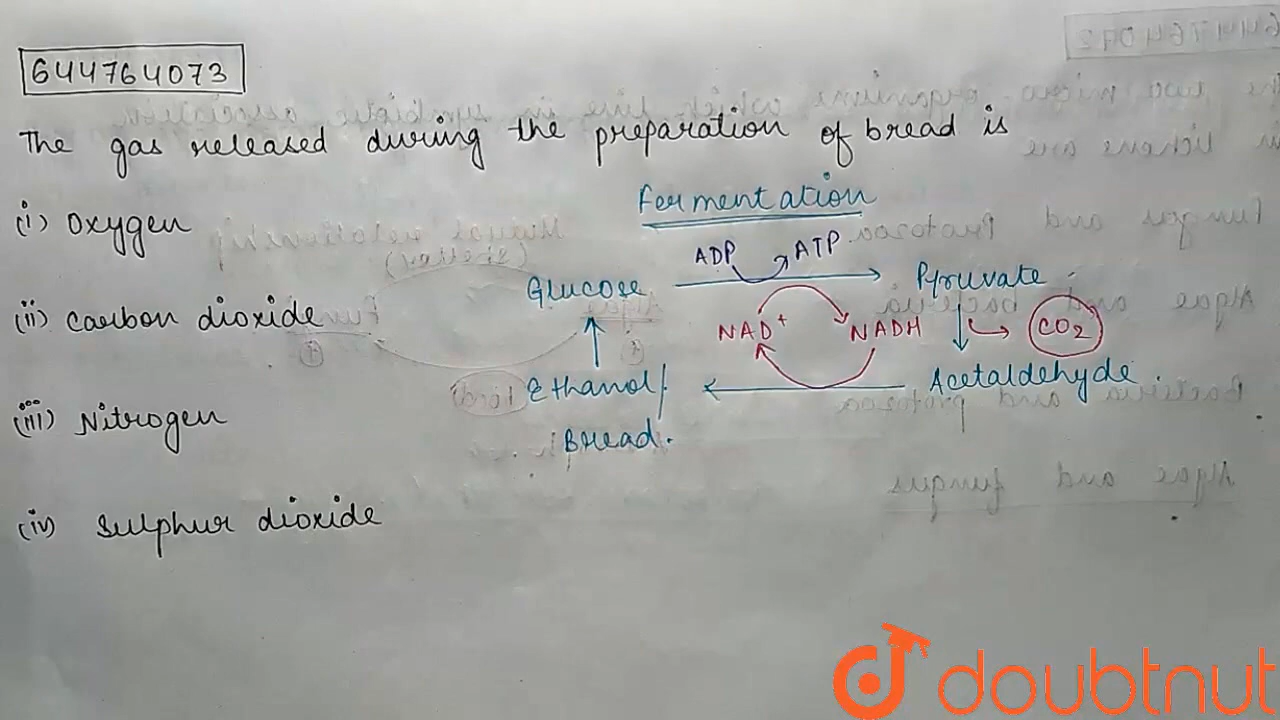 644764073
The gas released during the preparation of bread is
(i) Oxygen
(ii) Carbon dioxide
(iii) Nitrogen
(iv) Sulphur dioxide
Fermentation
ADP ATP
Glucose Pyruvate
NAD+ NADH CO2
Ethanol/ Acetaldehyde.
Bread.
doubtnut